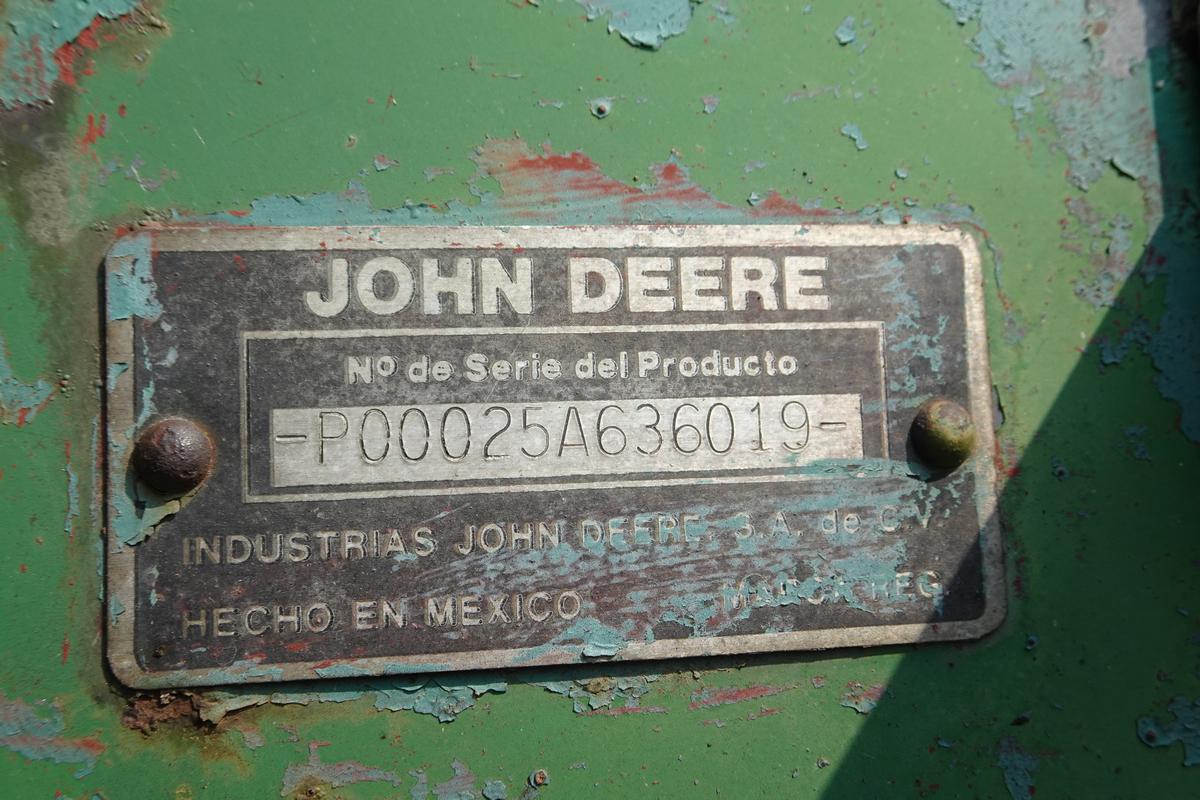 JOHN DEERE
Nº de Serie del Producto
-P00025A636019-
INDUSTRIAS JOHN DEERE, S.A. de C.V.
HECHO EN MEXICO